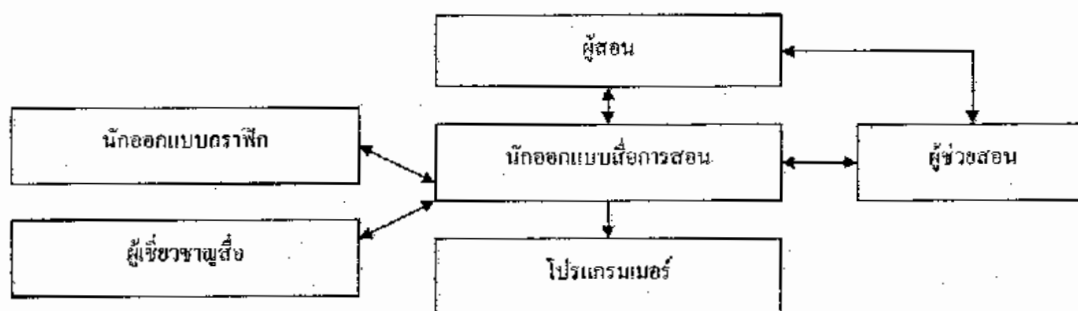 ผู้สอน
นักออกแบบกราฟิก
นักออกแบบสื่อการสอน
ผู้ช่วยสอน
ผู้เชี่ยวชาญสื่อ
โปรแกรมเมอร์